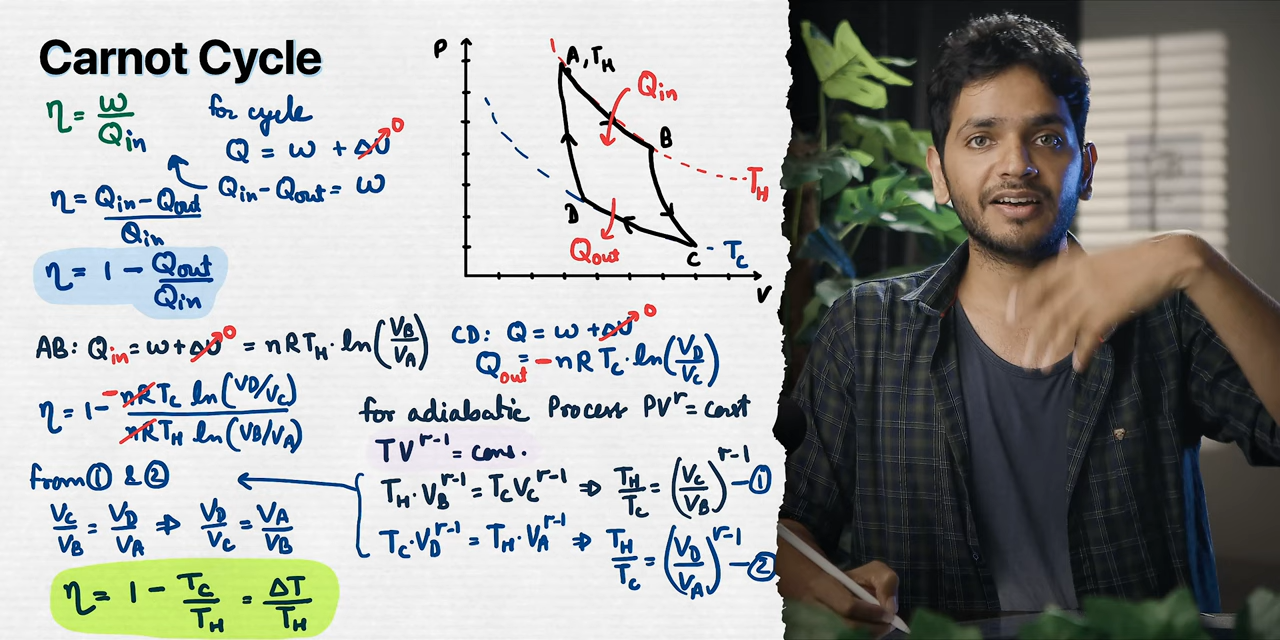 Carnot Cycle
η = W/Qin
for cycle
Q = W + ΔU↗0
Qin - Qout = W
η = (Qin - Qout)/Qin
η = 1 - Qout/Qin
P
A, TH
Qin
B
TH
D
Qout
C
TC
V
AB: Qin = W + ΔU↗0 = nRTH · ln(VB/VA)
CD: Q = W + ΔU↗0
Qout = - nRTC · ln(VD/VC)
η = 1 - (- nRTC ln(VD/VC))/(nRTH ln(VB/VA))
for adiabatic Process PV^r = const
TV^r-1 = cons.
TH · VB^r-1 = TC VC^r-1 ⇒ TH/TC = (VC/VB)^r-1 — ①
TC · VD^r-1 = TH · VA^r-1 ⇒ TH/TC = (VD/VA)^r-1 — ②
from ① & ②
VC/VB = VD/VA ⇒ VD/VC = VA/VB
η = 1 - TC/TH = ΔT/TH